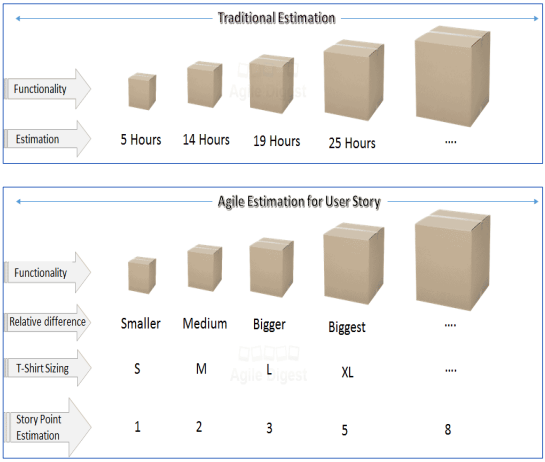 Traditional Estimation
Agile Digest
Functionality
Estimation
5 Hours 14 Hours 19 Hours 25 Hours ....
Agile Estimation for User Story
Functionality
Relative difference
Smaller Medium Bigger Biggest ....
Agile Digest
T-Shirt Sizing
S M L XL ....
Story Point
Estimation
1 2 3 5 8